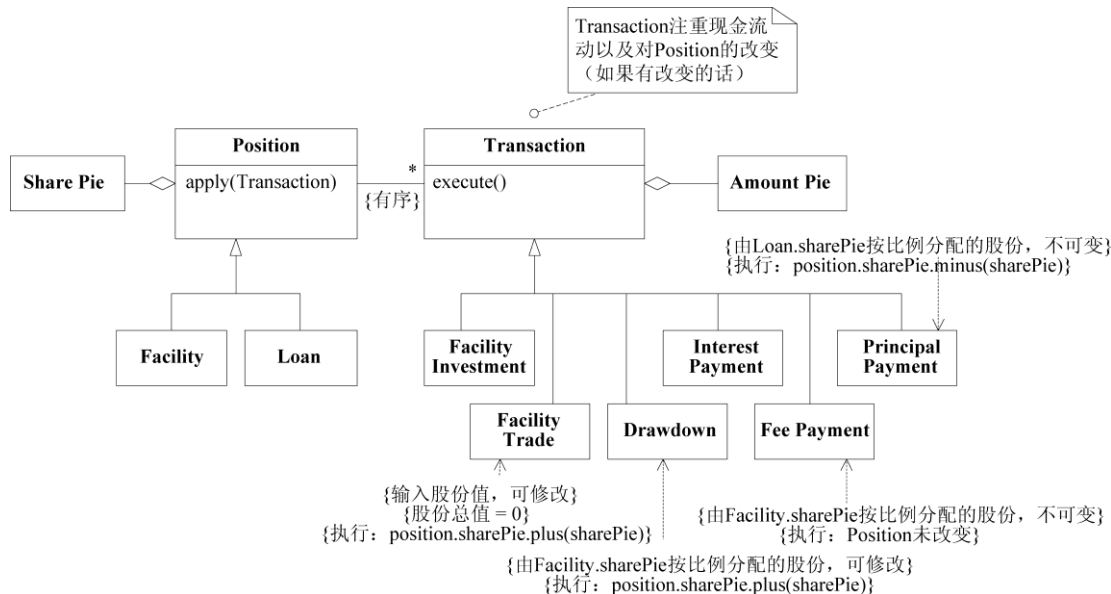 Transaction注重现金流
动以及对Position的改变
（如果有改变的话）
Position
Transaction
Share Pie
apply(Transaction)
*
{有序}
execute()
Amount Pie
{由Loan.sharePie按比例分配的股份，不可变}
{执行：position.sharePie.minus(sharePie)}
Facility
Loan
Facility
Investment
Interest
Payment
Principal
Payment
Facility
Trade
Drawdown
Fee Payment
{输入股份值，可修改}
{股份总值 = 0}
{执行：position.sharePie.plus(sharePie)}
{由Facility.sharePie按比例分配的股份，不可变}
{执行：Position未改变}
{由Facility.sharePie按比例分配的股份，可修改}
{执行：position.sharePie.plus(sharePie)}